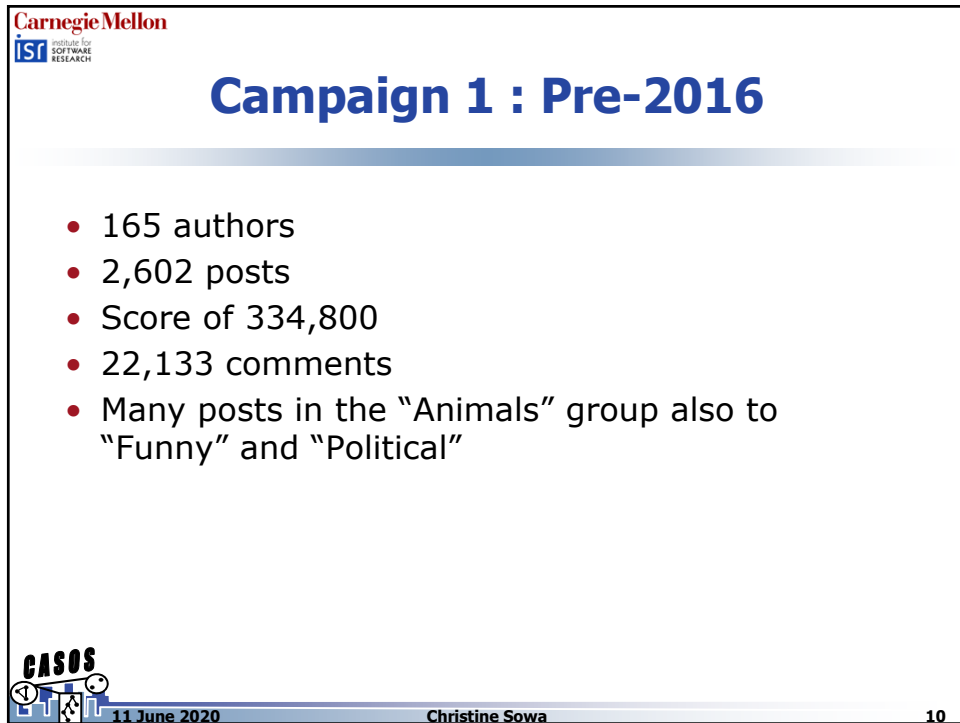 Carnegie Mellon
isr institute for
SOFTWARE
RESEARCH
Campaign 1 : Pre-2016
• 165 authors
• 2,602 posts
• Score of 334,800
• 22,133 comments
• Many posts in the “Animals” group also to
“Funny” and “Political”
CASOS
11 June 2020 Christine Sowa 10